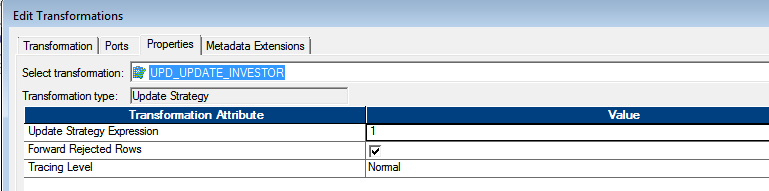 Edit Transformations
Transformation Ports Properties Metadata Extensions
Select transformation: UPD_UPDATE_INVESTOR
Transformation type: Update Strategy
Transformation Attribute Value
Update Strategy Expression 1
Forward Rejected Rows
Tracing Level Normal